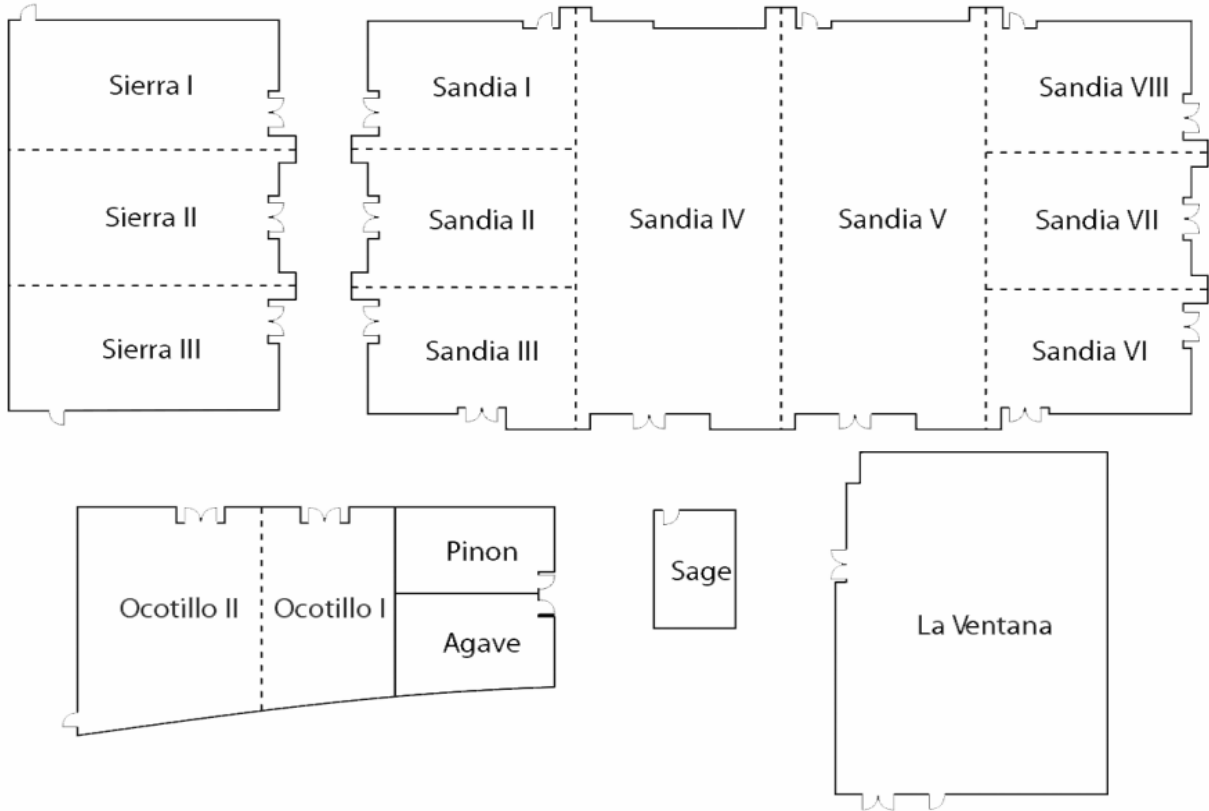 Sierra I
Sandia I
Sandia VIII
Sierra II
Sandia II
Sandia IV
Sandia V
Sandia VII
Sierra III
Sandia III
Sandia VI
Pinon
Sage
Ocotillo II
Ocotillo I
La Ventana
Agave